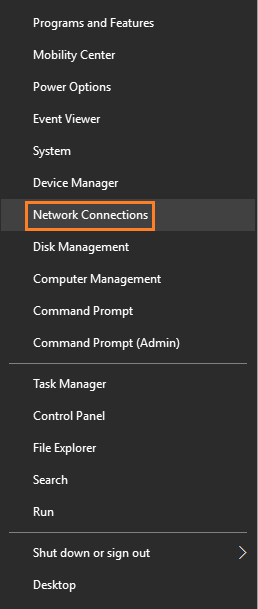 Programs and Features
Mobility Center
Power Options
Event Viewer
System
Device Manager
Network Connections
Disk Management
Computer Management
Command Prompt
Command Prompt (Admin)
Task Manager
Control Panel
File Explorer
Search
Run
Shut down or sign out
Desktop